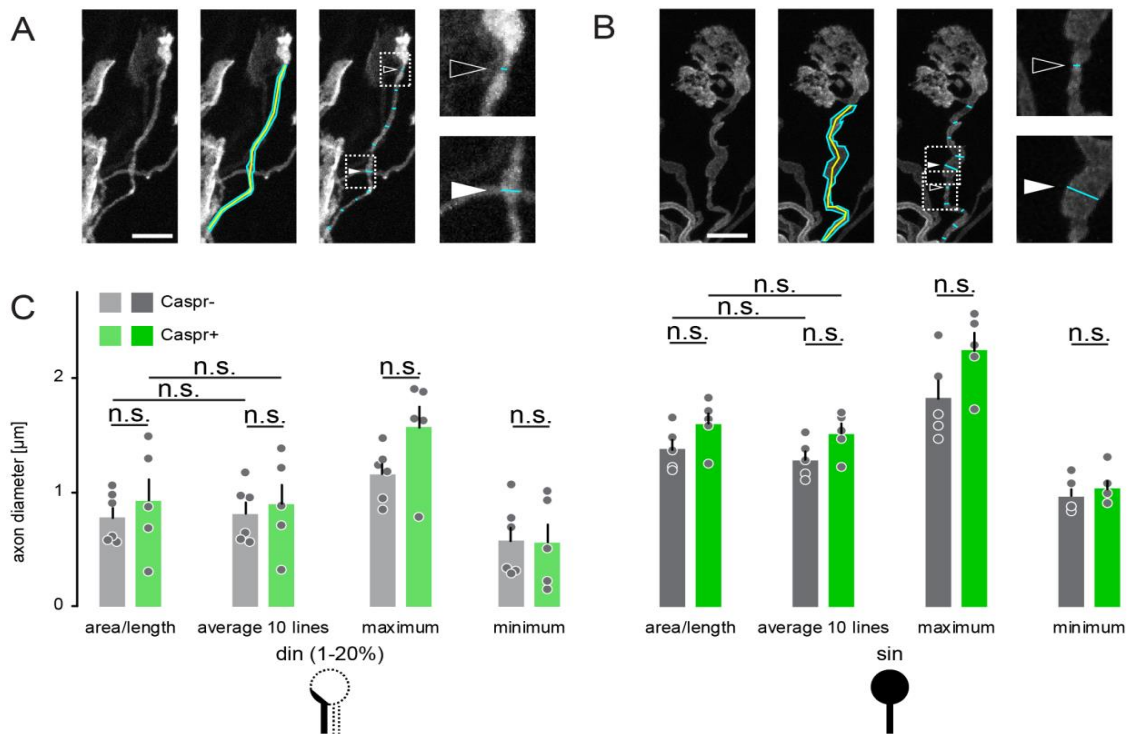 A
B
C
Caspr-
Caspr+
axon diameter [µm]
2
1
0
n.s.
n.s.
n.s.
n.s.
n.s.
n.s.
n.s.
n.s.
n.s.
n.s.
n.s.
n.s.
area/length
average 10 lines
maximum
minimum
area/length
average 10 lines
maximum
minimum
din (1-20%)
sin